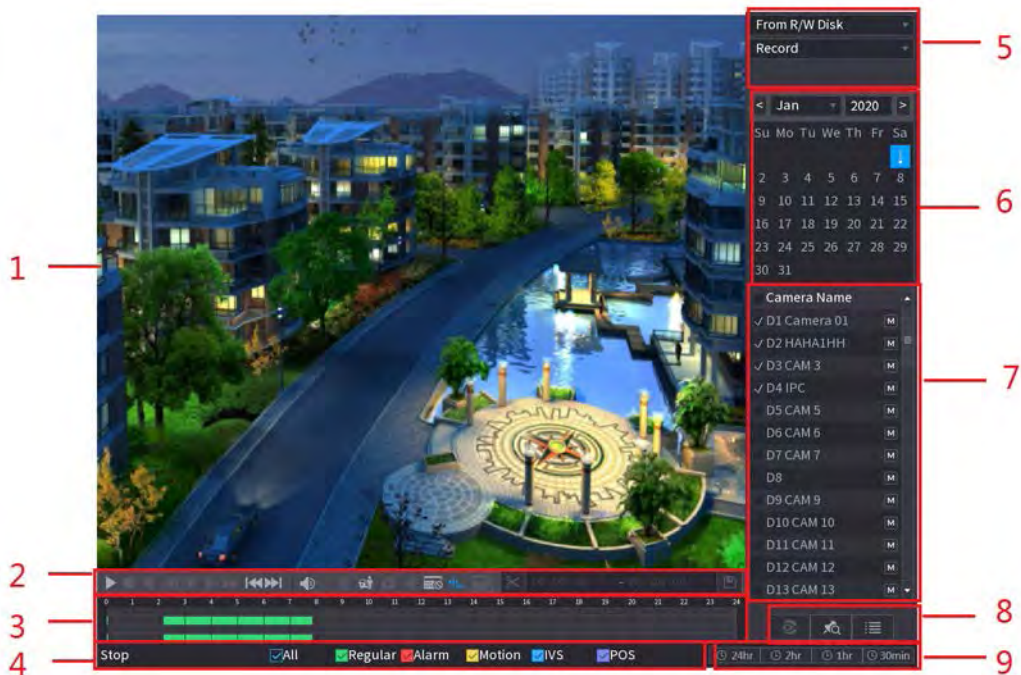 From R/W Disk
5
Record
< Jan 2020 >
Su Mo Tu We Th Fr Sa
1
2 3 4 5 6 7 8
9 10 11 12 13 14 15
6
16 17 18 19 20 21 22
23 24 25 26 27 28 29
30 31
1
Camera Name
D1 Camera 01 M
D2 HAHA1HH M
D3 CAM 3 M
7
D4 IPC M
D5 CAM 5 M
D6 CAM 6 M
D7 CAM 7 M
D8 M
D9 CAM 9 M
D10 CAM 10 M
D11 CAM 11 M
D12 CAM 12 M
D13 CAM 13 M
2
0 1 2 3 4 5 6 7 8 9 10 11 12 13 14 15 16 17 18 19 20 21 22 23 24
3
8
4
Stop All Regular Alarm Motion IVS POS
24hr 2hr 1hr 30min
9